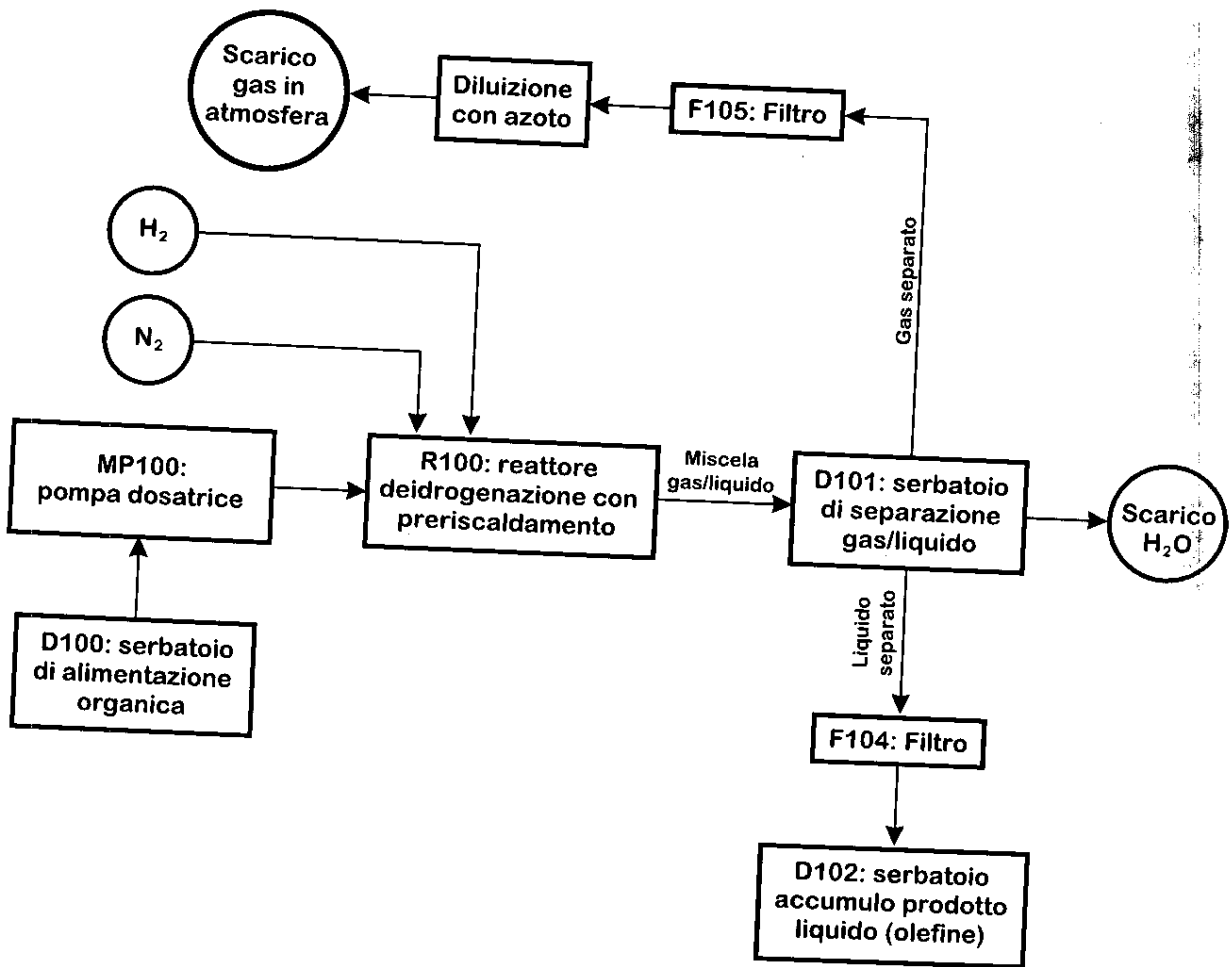 Scarico
gas in
atmosfera
Diluizione
con azoto
F105: Filtro
H₂
Gas separato
N₂
MP100:
pompa dosatrice
R100: reattore
deidrogenazione con
preriscaldamento
Miscela
gas/liquido
D101: serbatoio
di separazione
gas/liquido
Scarico
H₂O
D100: serbatoio
di alimentazione
organica
Liquido
separato
F104: Filtro
D102: serbatoio
accumulo prodotto
liquido (olefine)